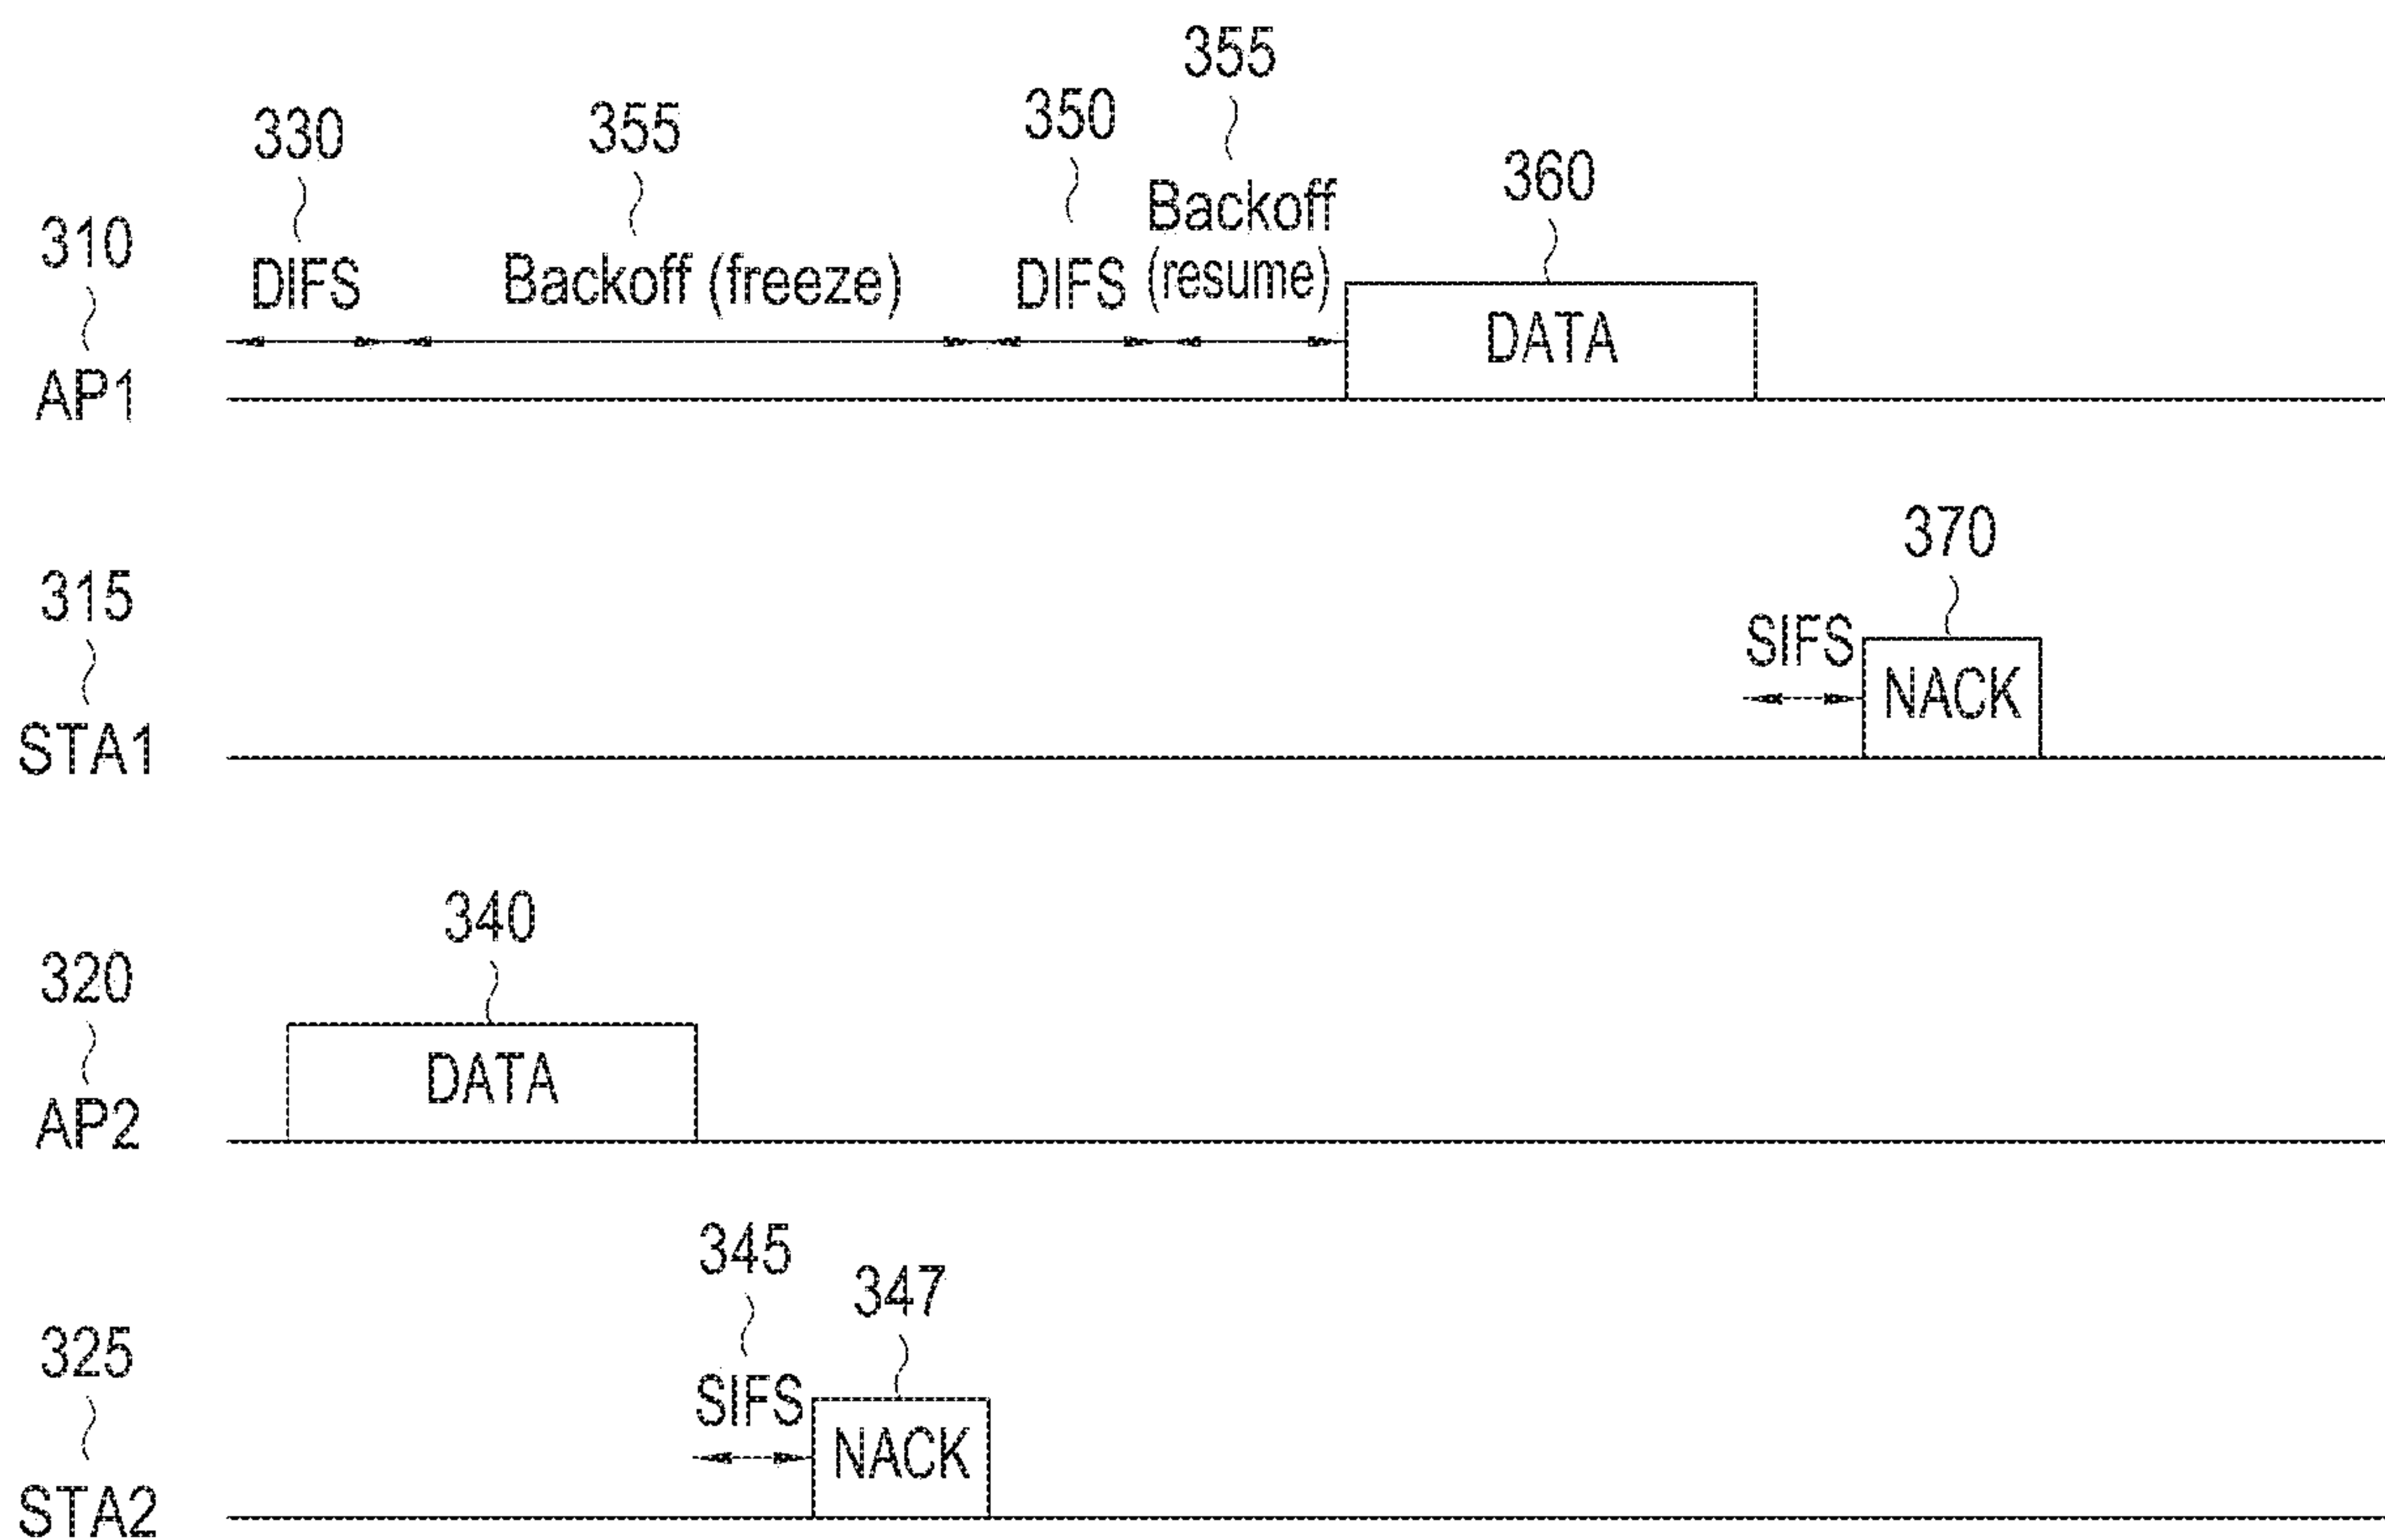 355
330
355
350
310
DIFS
Backoff (freeze)
DIFS
Backoff
(resume)
360
DATA
AP1
370
315
SIFS
NACK
STA1
340
320
DATA
AP2
345
347
325
SIFS
NACK
STA2